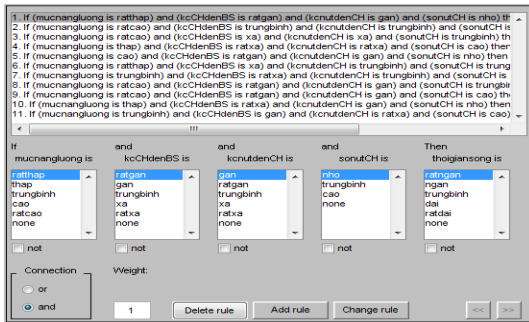 1. If (mucnangluong is ratthap) and (kcCHdenBS is ratgan) and (kcnutdenCH is gan) and (sonutCH is nho) th
2. If (mucnangluong is ratcao) and (kcCHdenBS is trungbinh) and (kcnutdenCH is trungbinh) and (sonutCH is
3. If (mucnangluong is ratcao) and (kcCHdenBS is xa) and (kcnutdenCH is xa) and (sonutCH is trungbinh) th
4. If (mucnangluong is thap) and (kcCHdenBS is ratxa) and (kcnutdenCH is ratxa) and (sonutCH is cao) then
5. If (mucnangluong is cao) and (kcCHdenBS is ratgan) and (kcnutdenCH is gan) and (sonutCH is nho) then
6. If (mucnangluong is ratthap) and (kcCHdenBS is xa) and (kcnutdenCH is trungbinh) and (sonutCH is trung
7. If (mucnangluong is trungbinh) and (kcCHdenBS is ratxa) and (kcnutdenCH is trungbinh) and (sonutCH is
8. If (mucnangluong is ratcao) and (kcCHdenBS is ratgan) and (kcnutdenCH is gan) and (sonutCH is trungbir
9. If (mucnangluong is ratcao) and (kcCHdenBS is ratgan) and (kcnutdenCH is gan) and (sonutCH is cao) the
10. If (mucnangluong is thap) and (kcCHdenBS is ratxa) and (kcnutdenCH is gan) and (sonutCH is nho) then
11. If (mucnangluong is trungbinh) and (kcCHdenBS is gan) and (kcnutdenCH is ratxa) and (sonutCH is cao)
If and and and Then
mucnangluong is kcCHdenBS is kcnutdenCH is sonutCH is thoigiansong is
ratthap ratgan gan nho ratngan
thap gan ratgan trungbinh ngan
trungbinh trungbinh trungbinh cao trungbinh
cao xa xa none dai
ratcao ratxa ratxa ratdai
none none none none
not not not not not
Connection Weight:
or
and 1 Delete rule Add rule Change rule << >>